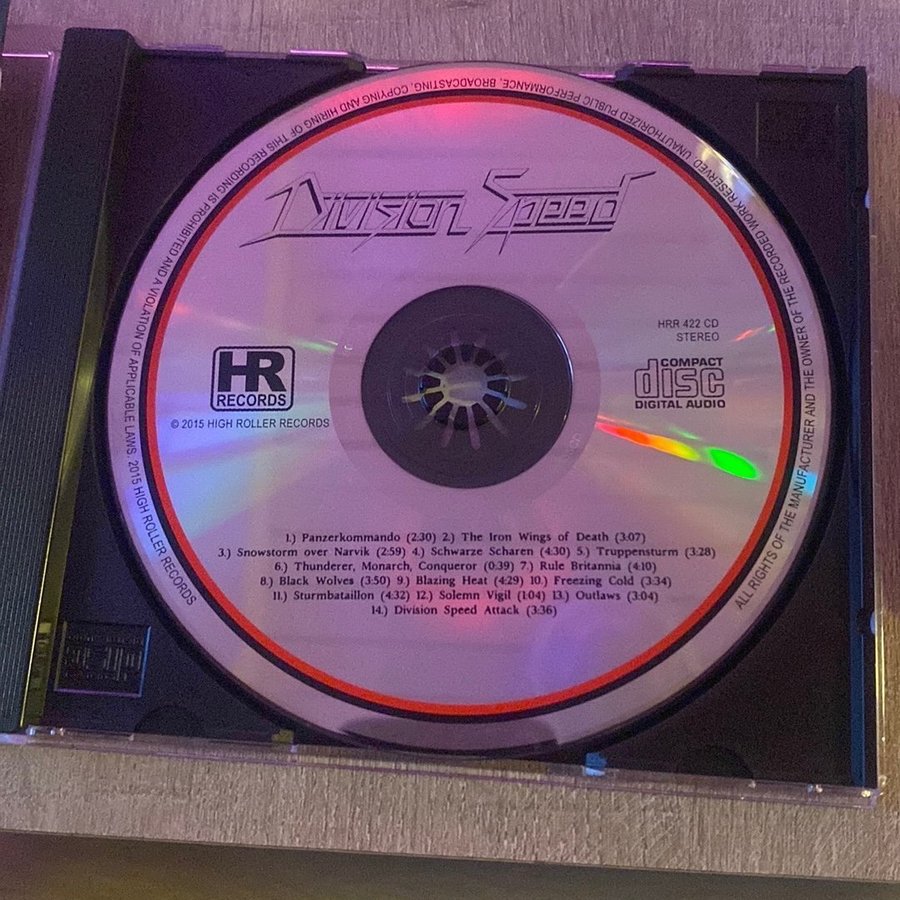 Division Speed
HRR 422 CD
STEREO
HR
RECORDS
© 2015 HIGH ROLLER RECORDS
COMPACT
disc
DIGITAL AUDIO
1.) Panzerkommando (2:30) 2.) The Iron Wings of Death (3:07)
3.) Snowstorm over Narvik (2:59) 4.) Schwarze Scharen (4:30) 5.) Truppensturm (3:28)
6.) Thunderer, Monarch, Conqueror (0:39) 7.) Rule Britannia (4:10)
8.) Black Wolves (3:50) 9.) Blazing Heat (4:29) 10.) Freezing Cold (3:34)
11.) Sturmbataillon (4:32) 12.) Solemn Vigil (1:04) 13.) Outlaws (3:04)
14.) Division Speed Attack (3:36)
ALL RIGHTS OF THE MANUFACTURER AND THE OWNER OF THE RECORDED WORK RESERVED. UNAUTHORIZED PUBLIC PERFORMANCE, BROADCASTING, COPYING AND HIRING OF THIS RECORDING IS PROHIBITED AND A VIOLATION OF APPLICABLE LAWS. 2015 HIGH ROLLER RECORDS